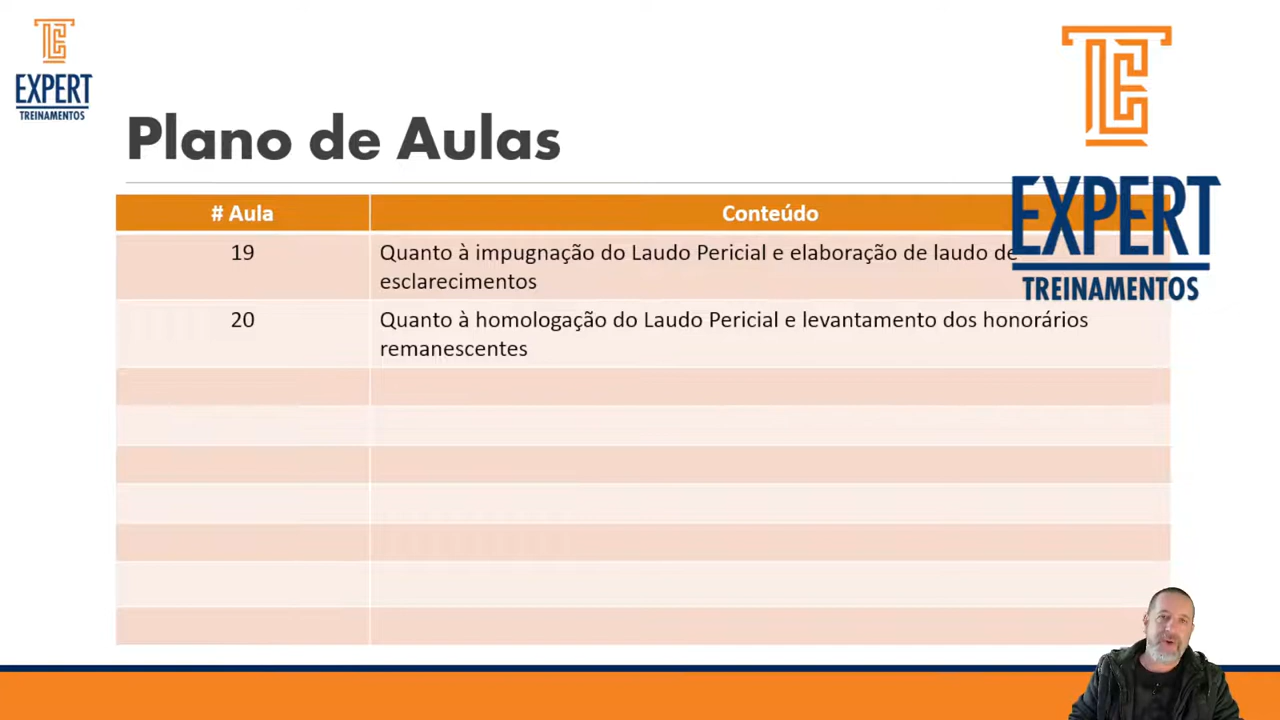 EXPERT
TREINAMENTOS
Plano de Aulas
EXPERT
TREINAMENTOS
# Aula
Conteúdo
19
Quanto à impugnação do Laudo Pericial e elaboração de laudo de
esclarecimentos
20
Quanto à homologação do Laudo Pericial e levantamento dos honorários
remanescentes